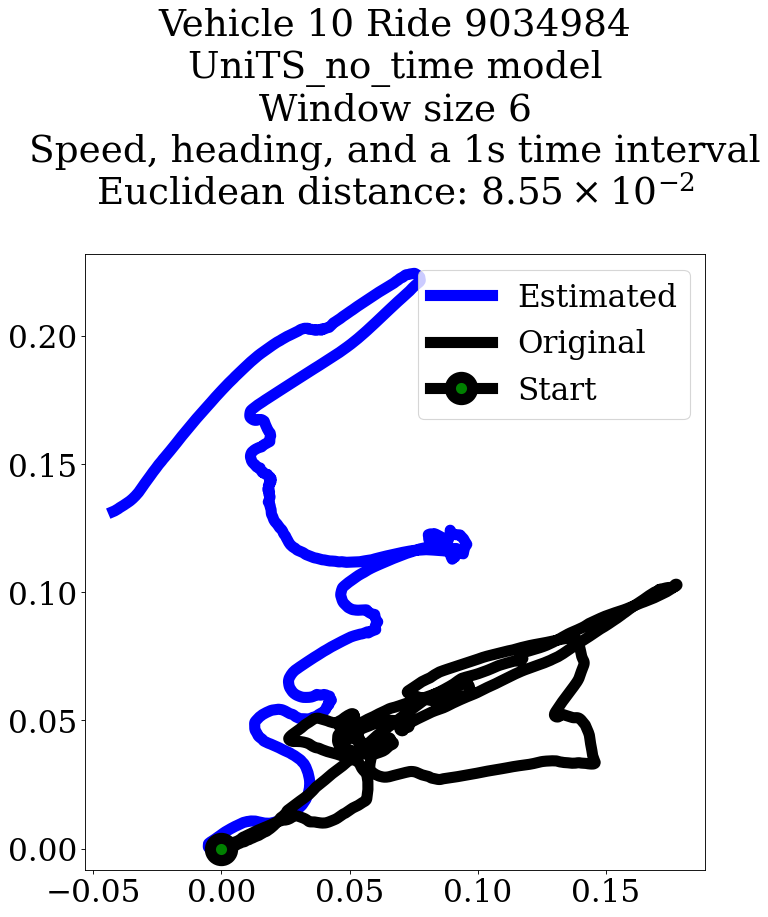 Vehicle 10 Ride 9034984
UniTS_no_time model
Window size 6
Speed, heading, and a 1s time interval
Euclidean distance: 8.55 × 10⁻²
Estimated
Original
Start
0.20
0.15
0.10
0.05
0.00
−0.05 0.00 0.05 0.10 0.15